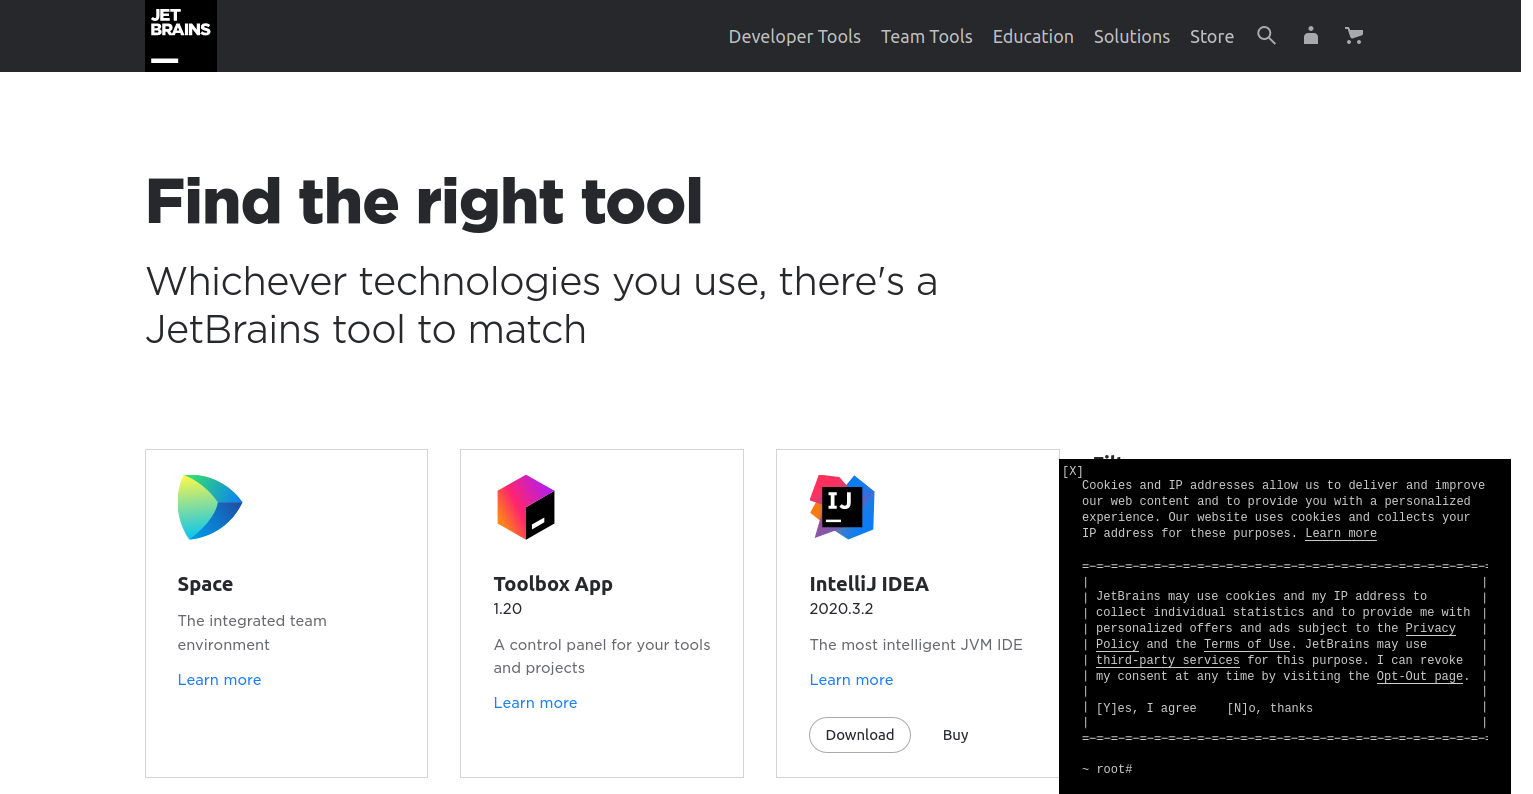 JET
BRAINS
Developer Tools Team Tools Education Solutions Store
Find the right tool
Whichever technologies you use, there's a
JetBrains tool to match
Space
The integrated team
environment
Learn more
Toolbox App
1.20
A control panel for your tools
and projects
Learn more
IJ
IntelliJ IDEA
2020.3.2
The most intelligent JVM IDE
Learn more
Download Buy
[X]
Cookies and IP addresses allow us to deliver and improve
our web content and to provide you with a personalized
experience. Our website uses cookies and collects your
IP address for these purposes. Learn more
JetBrains may use cookies and my IP address to
collect individual statistics and to provide me with
personalized offers and ads subject to the Privacy
Policy and the Terms of Use. JetBrains may use
third-party services for this purpose. I can revoke
my consent at any time by visiting the Opt-Out page.
[Y]es, I agree [N]o, thanks
~ root#